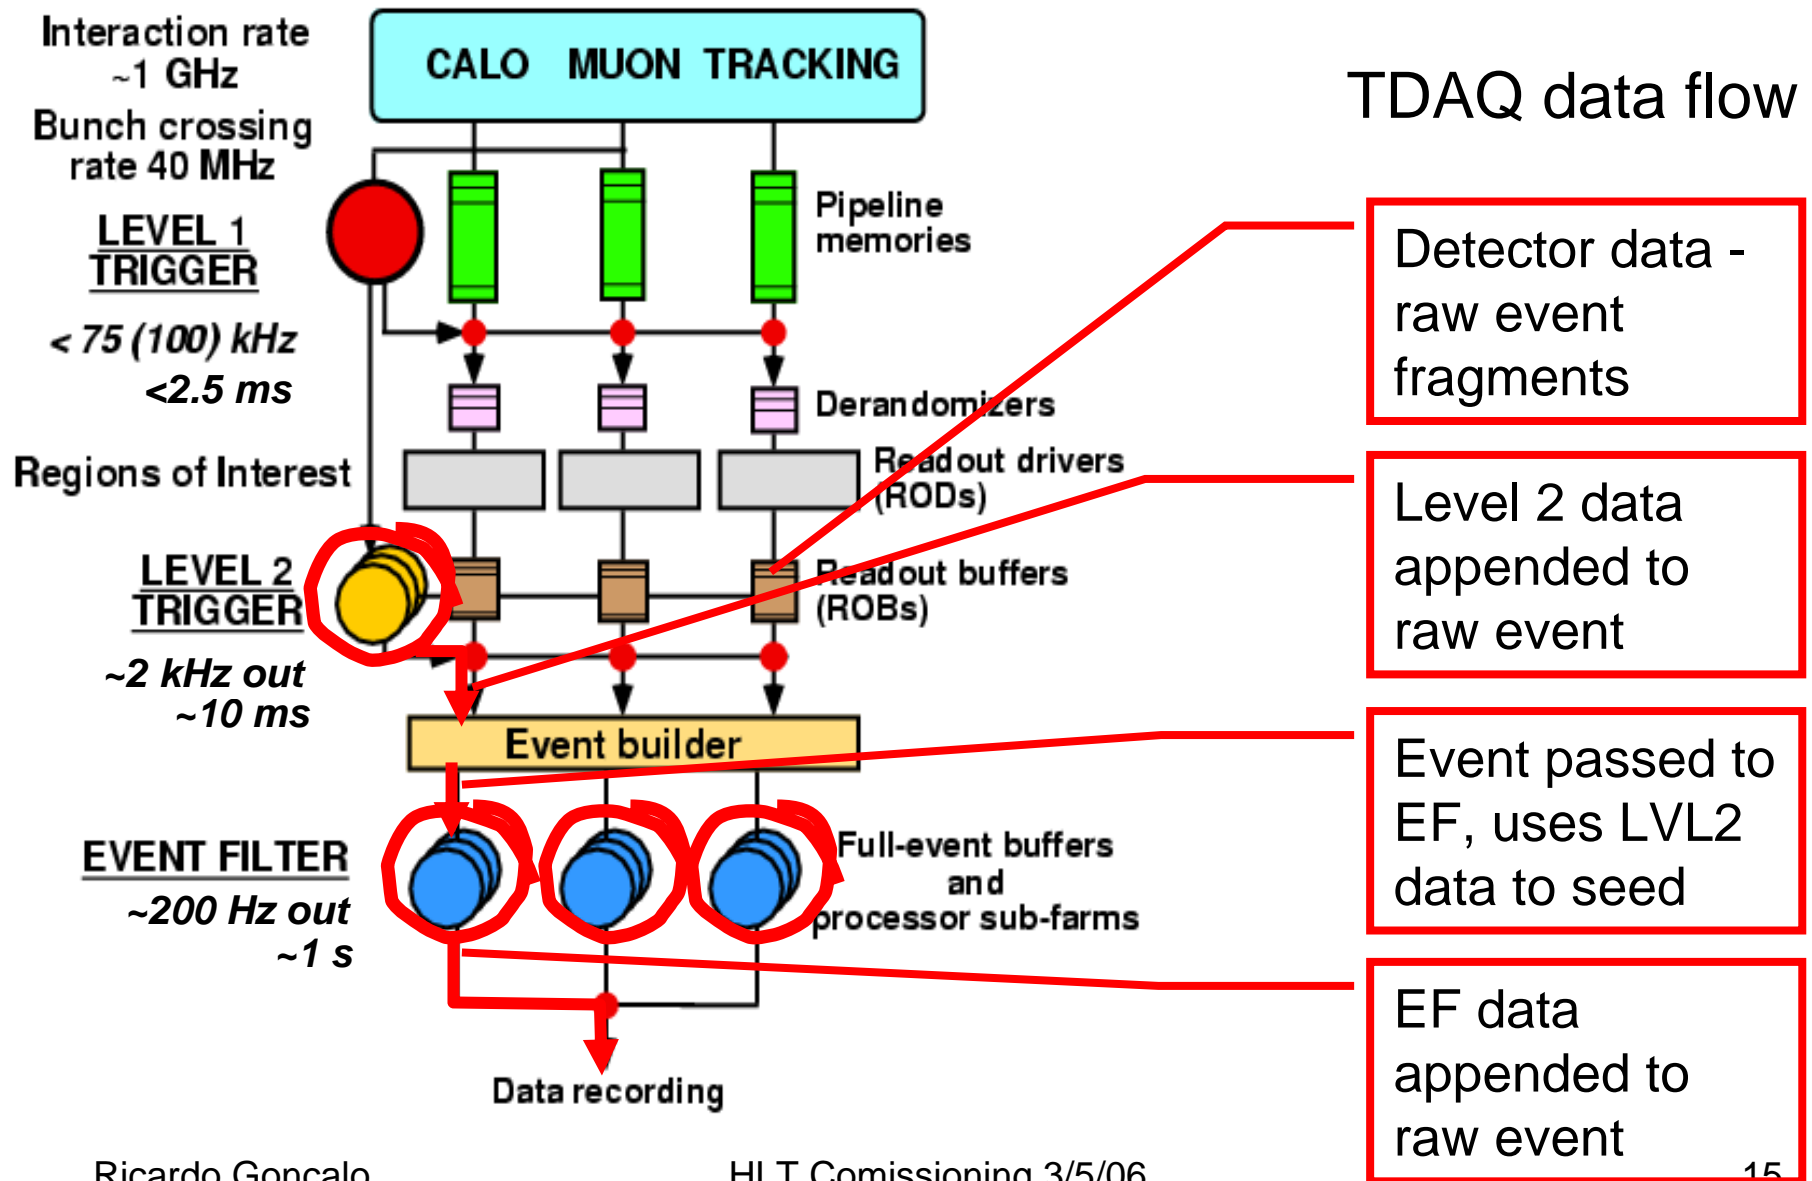 Interaction rate
~1 GHz
Bunch crossing
rate 40 MHz
LEVEL 1
TRIGGER
< 75 (100) kHz
<2.5 ms
Regions of Interest
LEVEL 2
TRIGGER
~2 kHz out
~10 ms
EVENT FILTER
~200 Hz out
~1 s
CALO MUON TRACKING
Pipeline
memories
Derandomizers
Readout drivers
(RODs)
Readout buffers
(ROBs)
Event builder
Full-event buffers
and
processor sub-farms
Data recording
TDAQ data flow
Detector data -
raw event
fragments
Level 2 data
appended to
raw event
Event passed to
EF, uses LVL2
data to seed
EF data
appended to
raw event
Ricardo Goncalo
HLT Comissioning 3/5/06
15